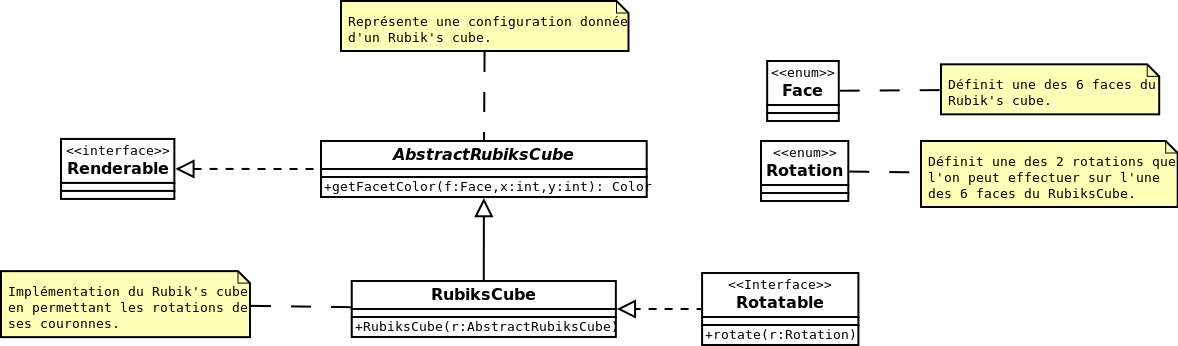 Représente une configuration donnée
d'un Rubik's cube.
<<enum>>
Face
Définit une des 6 faces du
Rubik's cube.
<<interface>>
Renderable
AbstractRubiksCube
+getFacetColor(f:Face,x:int,y:int): Color
<<enum>>
Rotation
Définit une des 2 rotations que
l'on peut effectuer sur l'une
des 6 faces du RubiksCube.
Implémentation du Rubik's cube
en permettant les rotations de
ses couronnes.
RubiksCube
+RubiksCube(r:AbstractRubiksCube)
<<Interface>>
Rotatable
+rotate(r:Rotation)